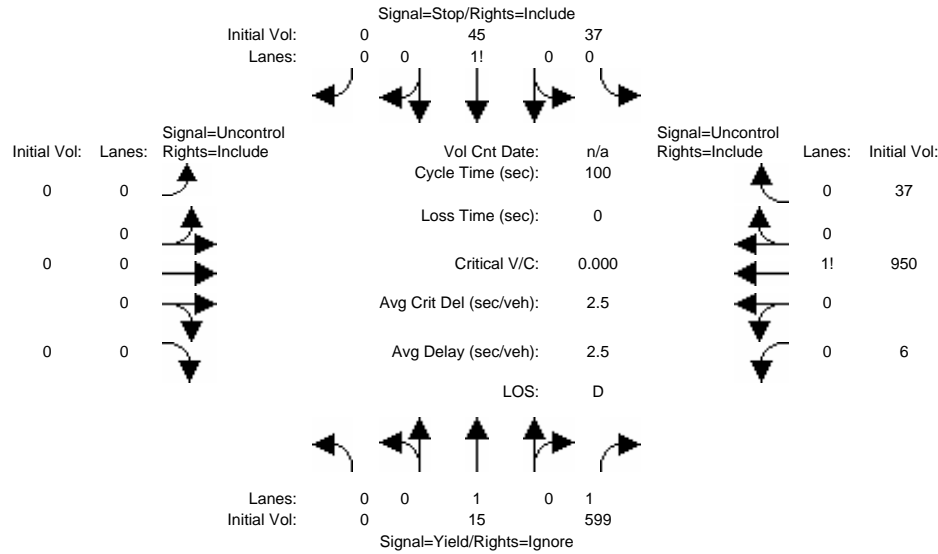 Signal=Stop/Rights=Include
Initial Vol: 0 45 37
Lanes: 0 0 1! 0 0
Signal=Uncontrol
Initial Vol: Lanes: Rights=Include
Vol Cnt Date: n/a
Signal=Uncontrol
Rights=Include Lanes: Initial Vol:
Cycle Time (sec): 100
0 0
0 37
Loss Time (sec): 0
0
0
0 0
Critical V/C: 0.000
1! 950
0
Avg Crit Del (sec/veh): 2.5
0
0 0
Avg Delay (sec/veh): 2.5
0 6
LOS: D
Lanes: 0 0 1 0 1
Initial Vol: 0 15 599
Signal=Yield/Rights=Ignore